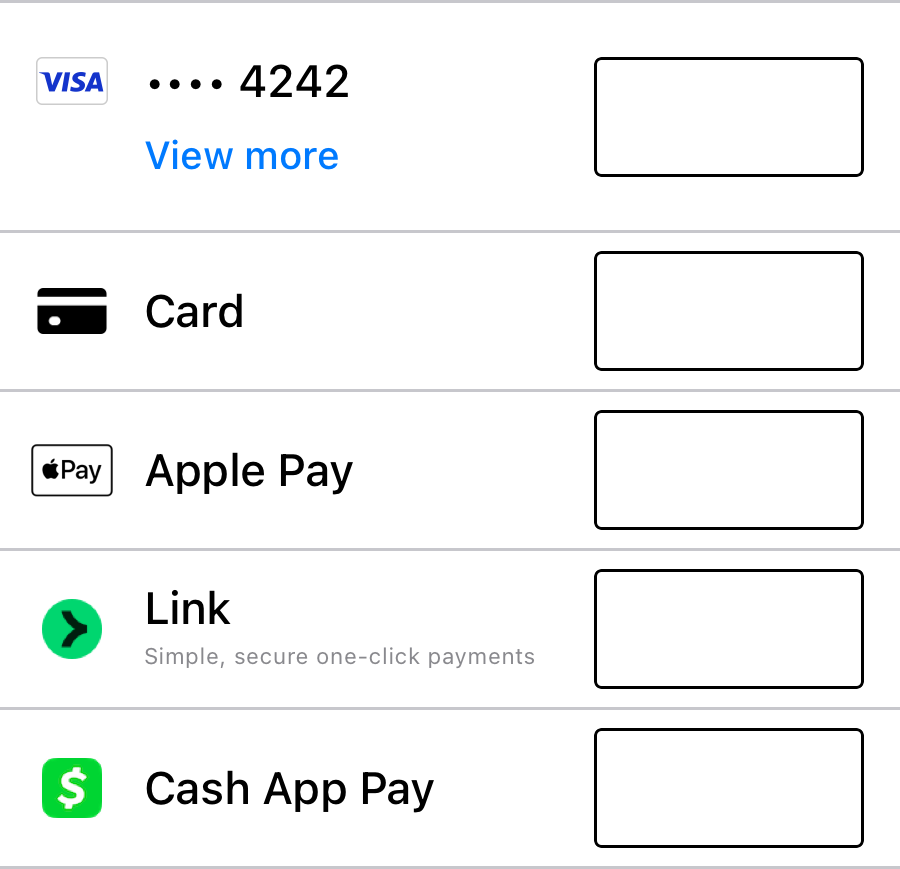 VISA •••• 4242
View more
Card
Pay Apple Pay
Link
Simple, secure one-click payments
$ Cash App Pay